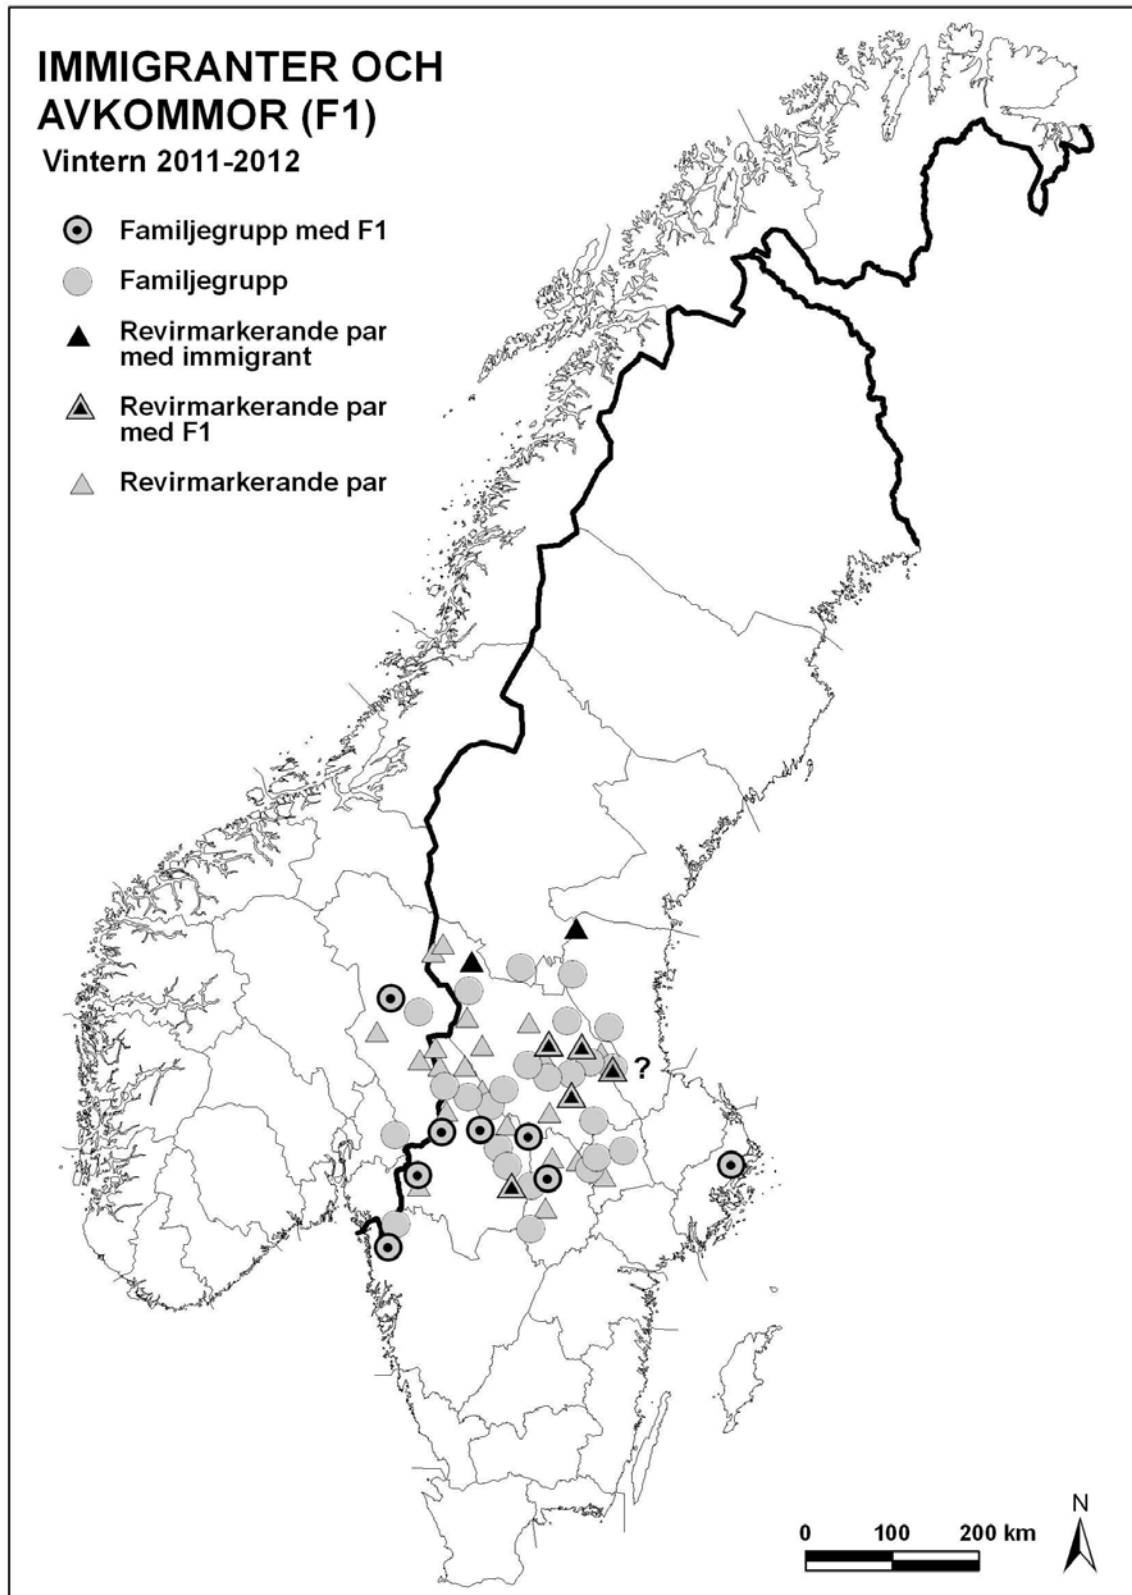 IMMIGRANTER OCH
AVKOMMOR (F1)
Vintern 2011-2012
Familjegrupp med F1
Familjegrupp
Revirmarkerande par
med immigrant
Revirmarkerande par
med F1
Revirmarkerande par
?
N
0 100 200 km